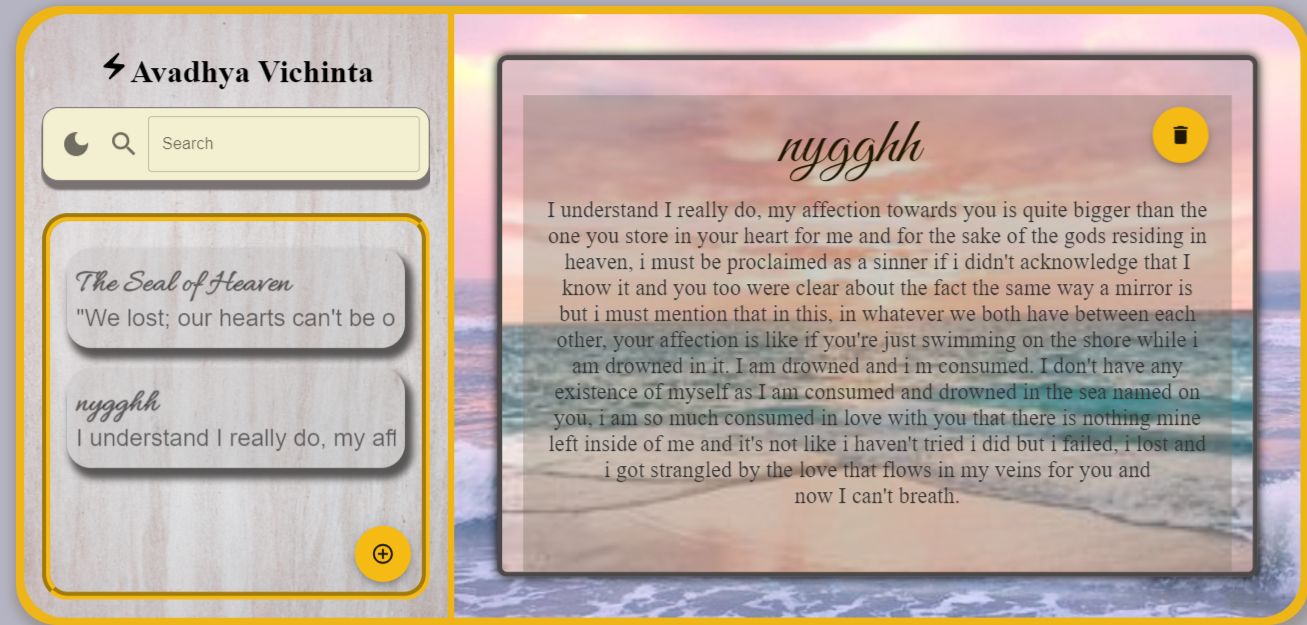 Avadhya Vichinta
Search
The Seal of Heaven
"We lost; our hearts can't be o
nygghh
I understand I really do, my aff
nygghh
I understand I really do, my affection towards you is quite bigger than the
one you store in your heart for me and for the sake of the gods residing in
heaven, i must be proclaimed as a sinner if i didn't acknowledge that I
know it and you too were clear about the fact the same way a mirror is
but i must mention that in this, in whatever we both have between each
other, your affection is like if you're just swimming on the shore while i
am drowned in it. I am drowned and i m consumed. I don't have any
existence of myself as I am consumed and drowned in the sea named on
you, i am so much consumed in love with you that there is nothing mine
left inside of me and it's not like i haven't tried i did but i failed, i lost and
i got strangled by the love that flows in my veins for you and
now I can't breath.